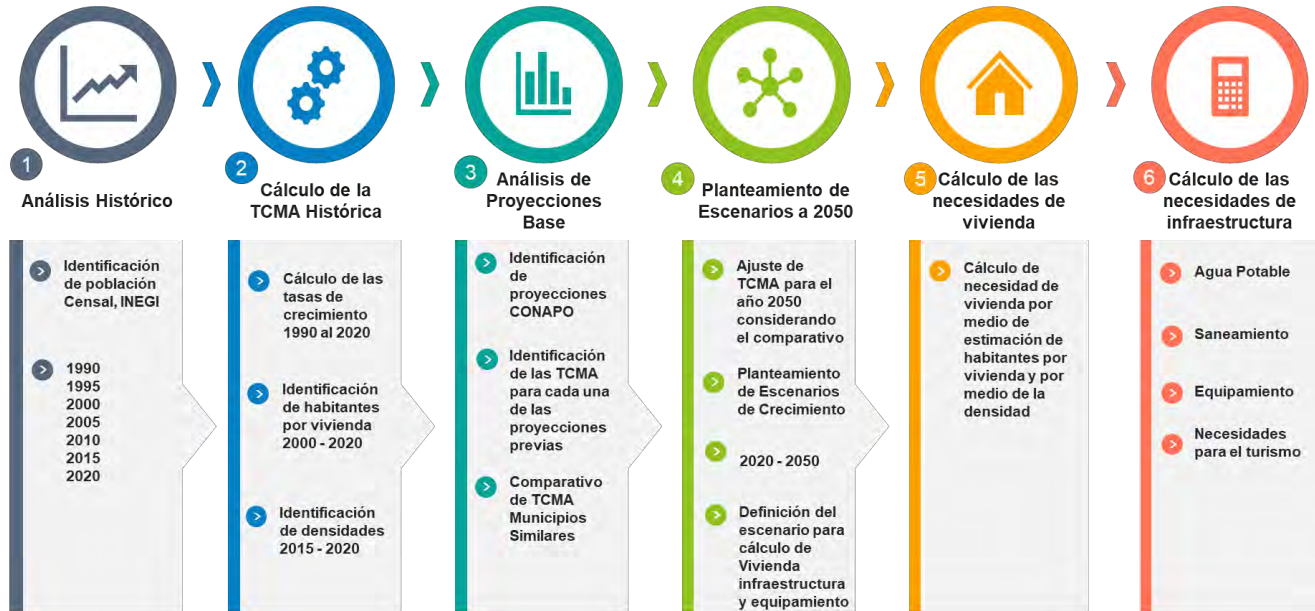 1
Análisis Histórico
Identificación
de población
Censal, INEGI
1990
1995
2000
2005
2010
2015
2020
2
Cálculo de la
TCMA Histórica
Cálculo de las
tasas de
crecimiento
1990 al 2020
Identificación
de habitantes
por vivienda
2000 - 2020
Identificación
de densidades
2015 - 2020
3
Análisis de
Proyecciones
Base
Identificación
de
proyecciones
CONAPO
Identificación
de las TCMA
para cada una
de las
proyecciones
previas
Comparativo
de TCMA
Municipios
Similares
4
Planteamiento de
Escenarios a 2050
Ajuste de
TCMA para el
año 2050
considerando
el comparativo
Planteamiento
de Escenarios
de Crecimiento
2020 - 2050
Definición del
escenario para
cálculo de
Vivienda
infraestructura
y equipamiento
5
Cálculo de las
necesidades de
vivienda
Cálculo de
necesidad de
vivienda por
medio de
estimación de
habitantes por
vivienda y por
medio de la
densidad
6
Cálculo de las
necesidades de
infraestructura
Agua Potable
Saneamiento
Equipamiento
Necesidades
para el turismo